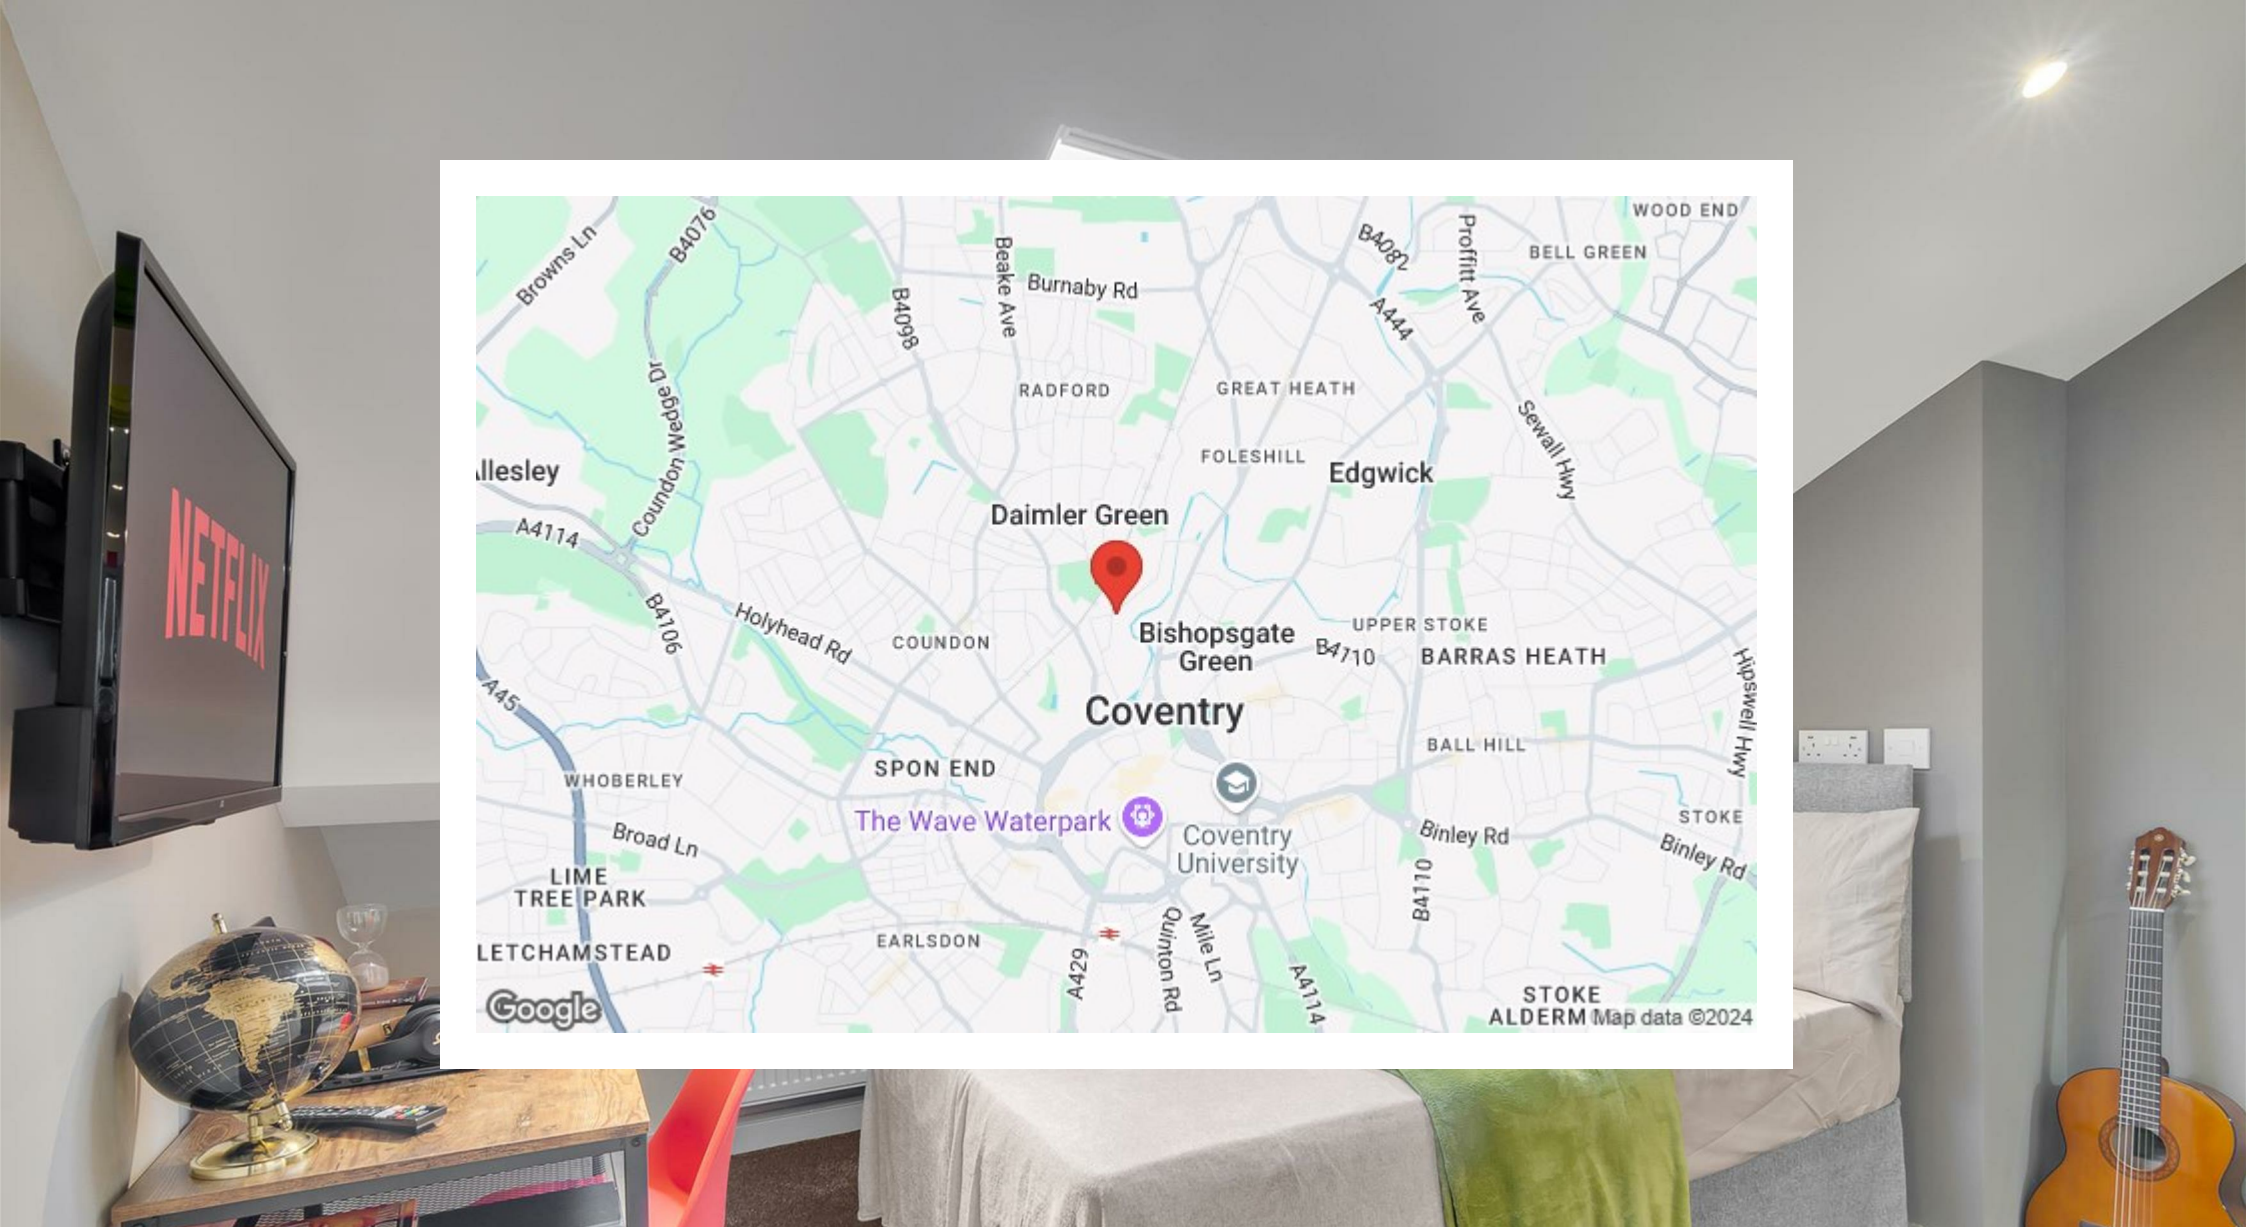 WOOD END
BELL GREEN
B4076
Browns Ln
Beake Ave
Burnaby Rd
B4098
B4082
A444
Proffitt Ave
Coundon Wedge Dr
RADFORD
GREAT HEATH
FOLESHILL
Edgwick
Sewall Hwy
llesley
A4114
Daimler Green
B4106
Holyhead Rd
COUNDON
Bishopsgate
Green
UPPER STOKE
B4110
BARRAS HEATH
Hipswell Hwy
A45
Coventry
BALL HILL
WHOBERLEY
SPON END
The Wave Waterpark
Coventry
University
Broad Ln
Binley Rd
STOKE
Binley Rd
LIME
TREE PARK
B4110
LETCHAMSTEAD
EARLSDON
A429
Quinton Rd
Mile Ln
A4114
STOKE
ALDERM
Google
Map data ©2024
NETFLIX